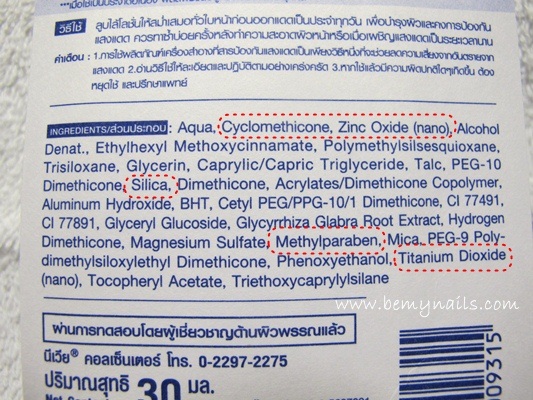 วิธีใช้ ลูบไล้โลชั่นให้สม่ำเสมอทั่วใบหน้าก่อนออกแดดเป็นประจำทุกวัน เพื่อบำรุงผิวและคงการป้องกัน
แสงแดด ควรทาซ้ำบ่อยครั้งหลังทำความสะอาดผิวหน้าหรือเมื่อเผชิญแสงแดดเป็นระยะเวลานาน
คำเตือน : 1.การใช้ผลิตภัณฑ์เครื่องสำอางที่มีสารป้องกันแสงแดดเป็นเพียงวิธีหนึ่งที่จะช่วยลดความเสี่ยงจากอันตรายจาก
แสงแดด 2.อ่านวิธีใช้ให้ละเอียดและปฏิบัติตามอย่างเคร่งครัด 3.หากใช้แล้วมีความผิดปกติใดๆเกิดขึ้น ต้อง
หยุดใช้ และปรึกษาแพทย์
INGREDIENTS/ส่วนประกอบ : Aqua, Cyclomethicone, Zinc Oxide (nano), Alcohol
Denat., Ethylhexyl Methoxycinnamate, Polymethylsilsesquioxane,
Trisiloxane, Glycerin, Caprylic/Capric Triglyceride, Talc, PEG-10
Dimethicone, Silica, Dimethicone, Acrylates/Dimethicone Copolymer,
Aluminum Hydroxide, BHT, Cetyl PEG/PPG-10/1 Dimethicone, CI 77491,
CI 77891, Glyceryl Glucoside, Glycyrrhiza Glabra Root Extract, Hydrogen
Dimethicone, Magnesium Sulfate, Methylparaben, Mica, PEG-9 Poly-
dimethylsiloxylethyl Dimethicone, Phenoxyethanol, Titanium Dioxide
(nano), Tocopheryl Acetate, Triethoxycaprylylsilane
www.bemynails.com
ผ่านการทดสอบโดยผู้เชี่ยวชาญด้านผิวพรรณแล้ว
นีเวีย® คอลเซ็นเตอร์ โทร. 0-2297-2275
ปริมาณสุทธิ 30 มล.
09315